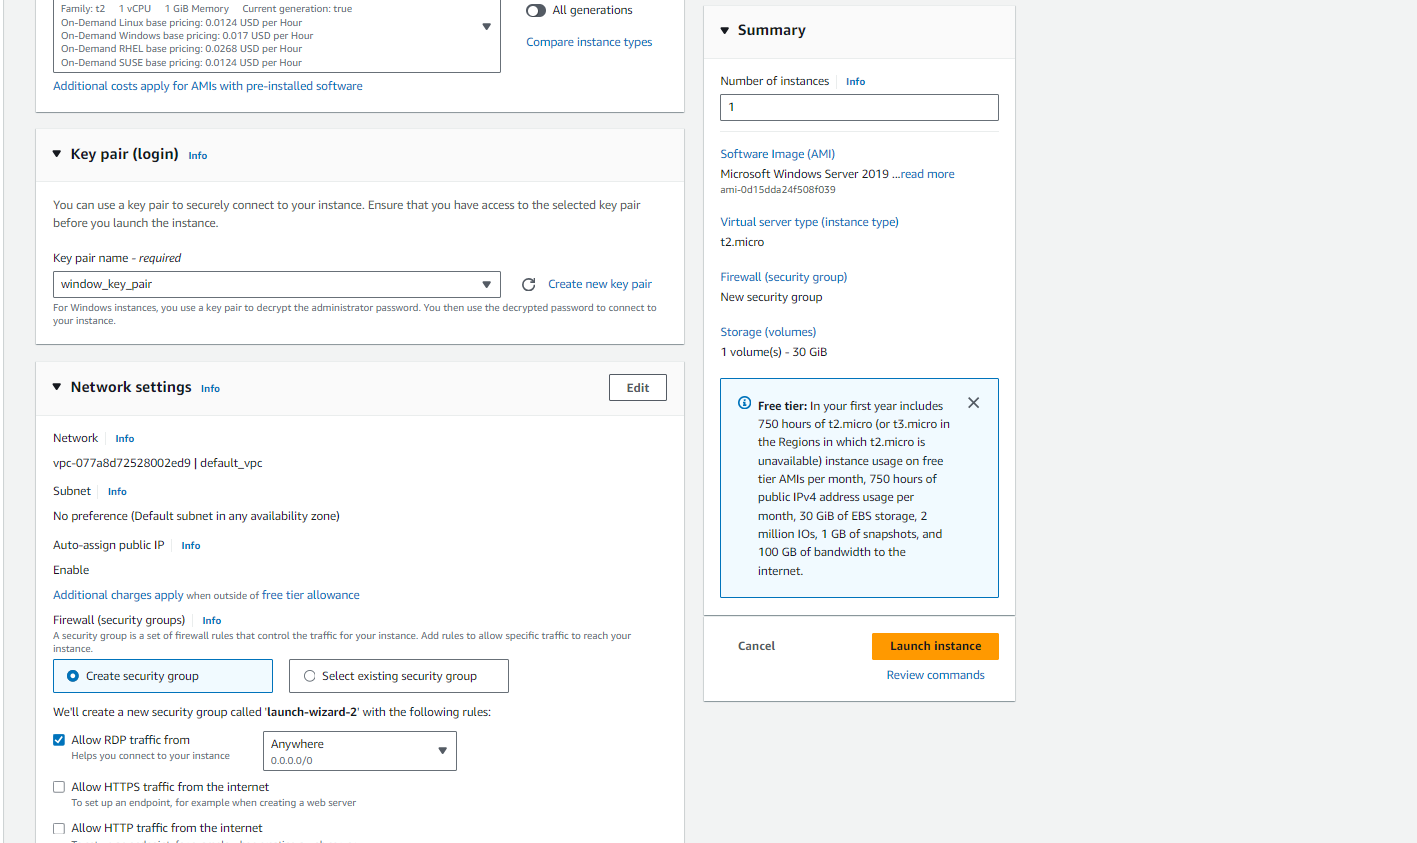 Family: t2 1 vCPU 1 GiB Memory Current generation: true
On-Demand Linux base pricing: 0.0124 USD per Hour
On-Demand Windows base pricing: 0.017 USD per Hour
On-Demand RHEL base pricing: 0.0268 USD per Hour
On-Demand SUSE base pricing: 0.0124 USD per Hour
All generations
Compare instance types
Additional costs apply for AMIs with pre-installed software
Key pair (login) Info
You can use a key pair to securely connect to your instance. Ensure that you have access to the selected key pair
before you launch the instance.
Key pair name - required
window_key_pair
Create new key pair
For Windows instances, you use a key pair to decrypt the administrator password. You then use the decrypted password to connect to
your instance.
Network settings Info
Edit
Network Info
vpc-077a8d72528002ed9 | default_vpc
Subnet Info
No preference (Default subnet in any availability zone)
Auto-assign public IP Info
Enable
Additional charges apply when outside of free tier allowance
Firewall (security groups) Info
A security group is a set of firewall rules that control the traffic for your instance. Add rules to allow specific traffic to reach your
instance.
Create security group
Select existing security group
We'll create a new security group called 'launch-wizard-2' with the following rules:
Allow RDP traffic from
Helps you connect to your instance
Anywhere
0.0.0.0/0
Allow HTTPS traffic from the internet
To set up an endpoint, for example when creating a web server
Allow HTTP traffic from the internet
Summary
Number of instances Info
1
Software Image (AMI)
Microsoft Windows Server 2019 ...read more
ami-0d15dda24f508f039
Virtual server type (instance type)
t2.micro
Firewall (security group)
New security group
Storage (volumes)
1 volume(s) - 30 GiB
Free tier: In your first year includes
750 hours of t2.micro (or t3.micro in
the Regions in which t2.micro is
unavailable) instance usage on free
tier AMIs per month, 750 hours of
public IPv4 address usage per
month, 30 GiB of EBS storage, 2
million IOs, 1 GB of snapshots, and
100 GB of bandwidth to the
internet.
Cancel
Launch instance
Review commands